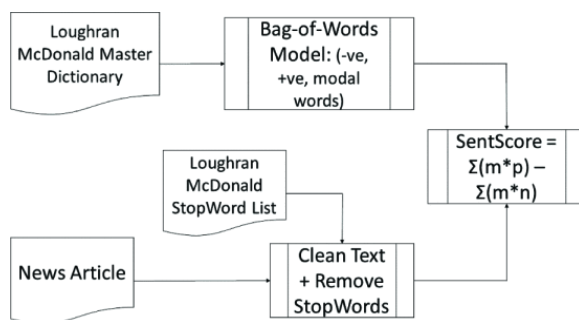 Loughran
McDonald Master
Dictionary
Bag-of-Words
Model: (-ve,
+ve, modal
words)
Loughran
McDonald
StopWord List
SentScore =
Σ(m*p) –
Σ(m*n)
News Article
Clean Text
+ Remove
StopWords